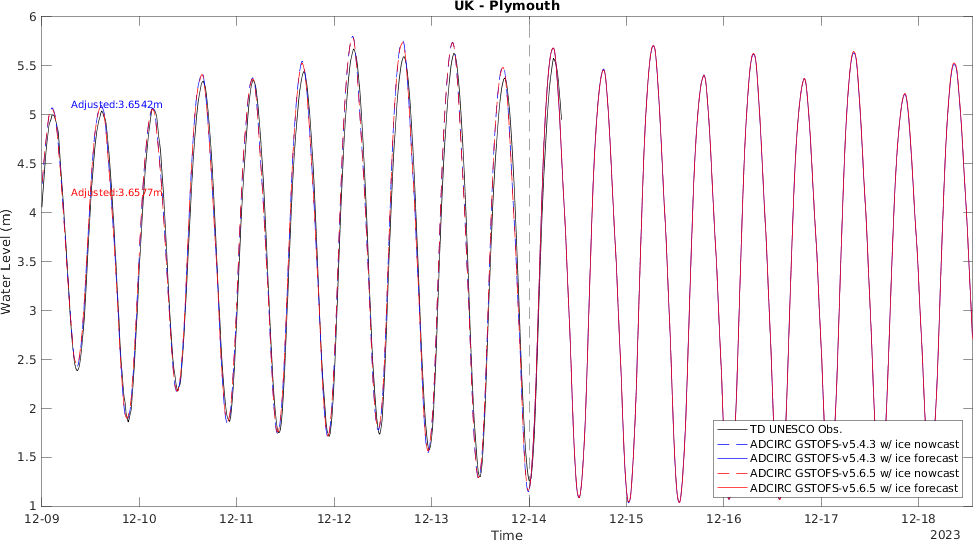 UK - Plymouth
6
5.5
5
4.5
4
3.5
3
2.5
2
1.5
1
Water Level (m)
Adjusted:3.6542m
Adjusted:3.6577m
TD UNESCO Obs.
ADCIRC GSTOFS-v5.4.3 w/ ice nowcast
ADCIRC GSTOFS-v5.4.3 w/ ice forecast
ADCIRC GSTOFS-v5.6.5 w/ ice nowcast
ADCIRC GSTOFS-v5.6.5 w/ ice forecast
12-09 12-10 12-11 12-12 12-13 12-14 12-15 12-16 12-17 12-18
Time
2023